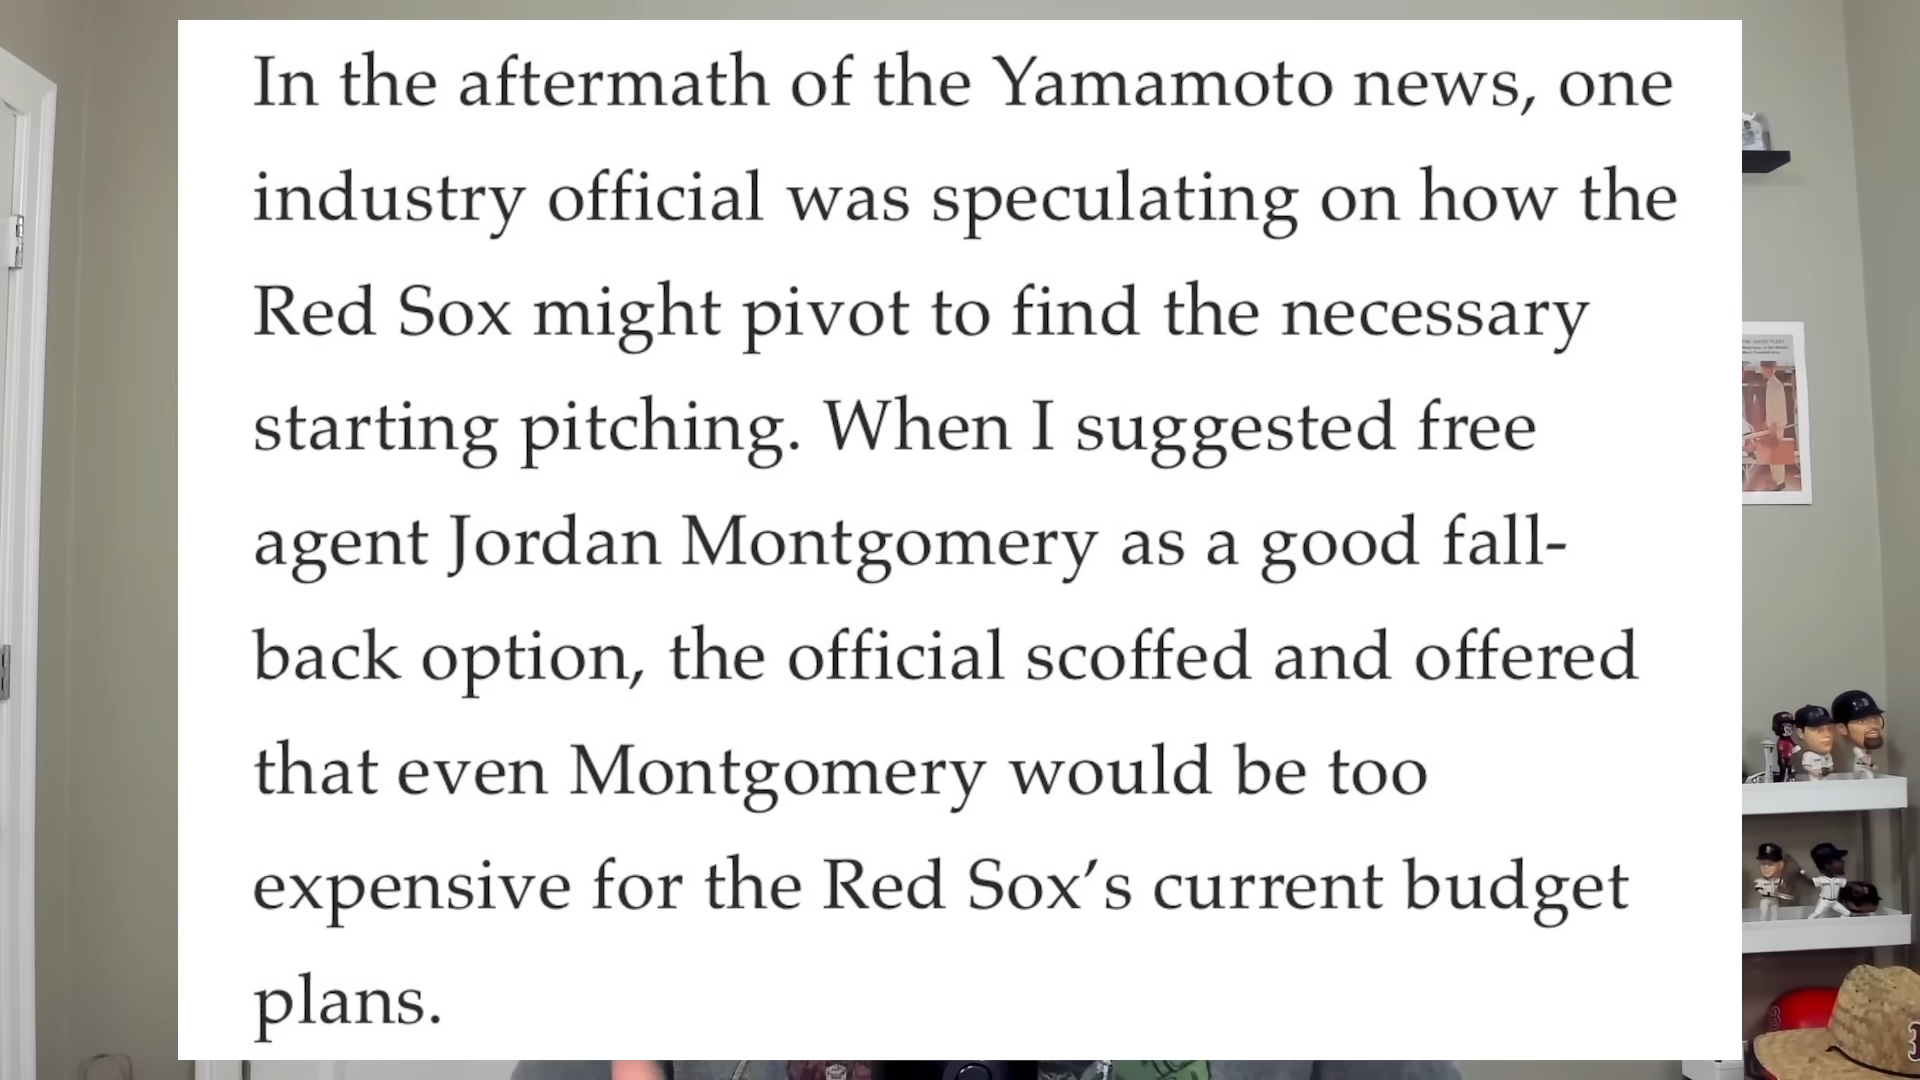 In the aftermath of the Yamamoto news, one
industry official was speculating on how the
Red Sox might pivot to find the necessary
starting pitching. When I suggested free
agent Jordan Montgomery as a good fall-
back option, the official scoffed and offered
that even Montgomery would be too
expensive for the Red Sox’s current budget
plans.